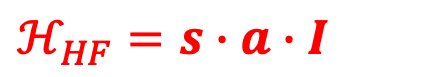 ℋ_HF = s · a · I